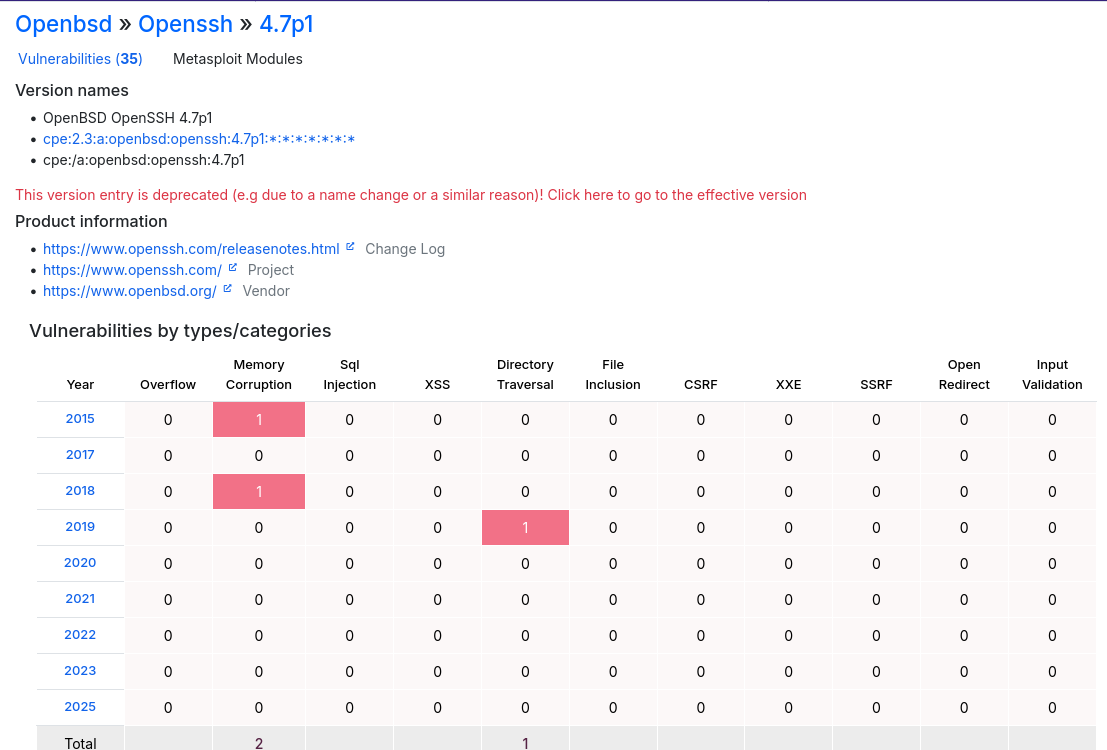 Openbsd » Openssh » 4.7p1
Vulnerabilities (35) Metasploit Modules
Version names
• OpenBSD OpenSSH 4.7p1
• cpe:2.3:a:openbsd:openssh:4.7p1:*:*:*:*:*:*:*
• cpe:/a:openbsd:openssh:4.7p1
This version entry is deprecated (e.g due to a name change or a similar reason)! Click here to go to the effective version
Product information
• https://www.openssh.com/releasenotes.html Change Log
• https://www.openssh.com/ Project
• https://www.openbsd.org/ Vendor
Vulnerabilities by types/categories
Year Overflow Memory Corruption Sql Injection XSS Directory Traversal File Inclusion CSRF XXE SSRF Open Redirect Input Validation
2015 0 1 0 0 0 0 0 0 0 0 0
2017 0 0 0 0 0 0 0 0 0 0 0
2018 0 1 0 0 0 0 0 0 0 0 0
2019 0 0 0 0 1 0 0 0 0 0 0
2020 0 0 0 0 0 0 0 0 0 0 0
2021 0 0 0 0 0 0 0 0 0 0 0
2022 0 0 0 0 0 0 0 0 0 0 0
2023 0 0 0 0 0 0 0 0 0 0 0
2025 0 0 0 0 0 0 0 0 0 0 0
Total 2 1